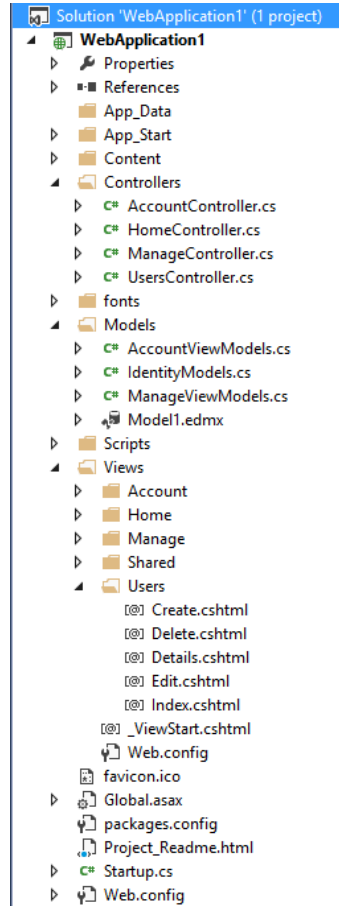 Solution 'WebApplication1' (1 project)
WebApplication1
Properties
References
App_Data
App_Start
Content
Controllers
C# AccountController.cs
C# HomeController.cs
C# ManageController.cs
C# UsersController.cs
fonts
Models
C# AccountViewModels.cs
C# IdentityModels.cs
C# ManageViewModels.cs
Model1.edmx
Scripts
Views
Account
Home
Manage
Shared
Users
[@] Create.cshtml
[@] Delete.cshtml
[@] Details.cshtml
[@] Edit.cshtml
[@] Index.cshtml
[@] _ViewStart.cshtml
Web.config
favicon.ico
Global.asax
packages.config
Project_Readme.html
C# Startup.cs
Web.config